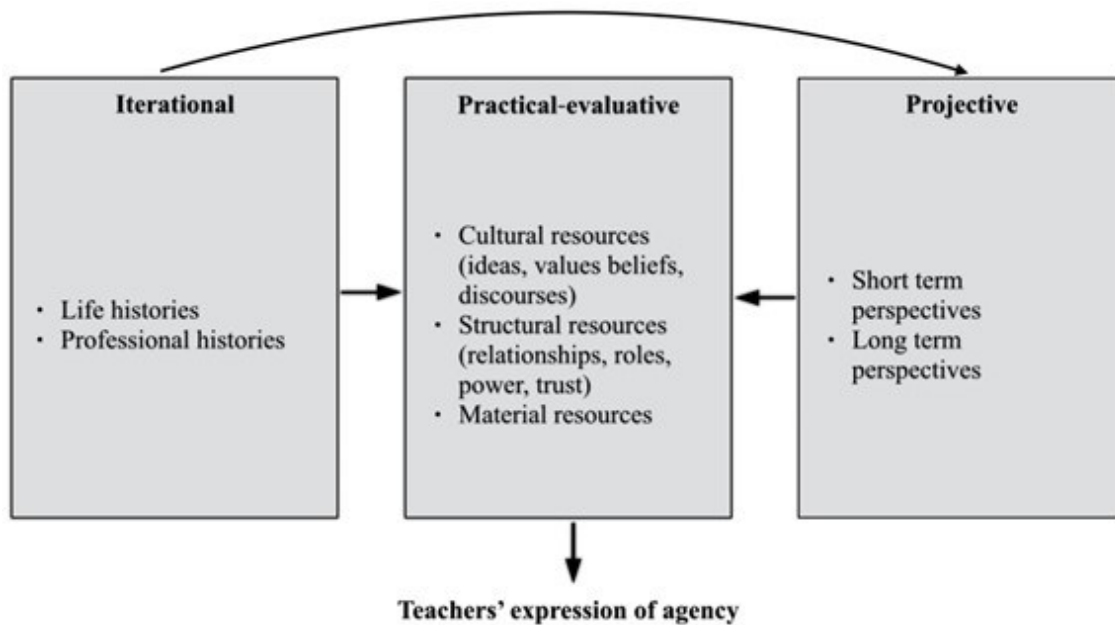 Iterational
• Life histories
• Professional histories
Practical-evaluative
• Cultural resources
(ideas, values beliefs,
discourses)
• Structural resources
(relationships, roles,
power, trust)
• Material resources
Projective
• Short term
perspectives
• Long term
perspectives
Teachers’ expression of agency